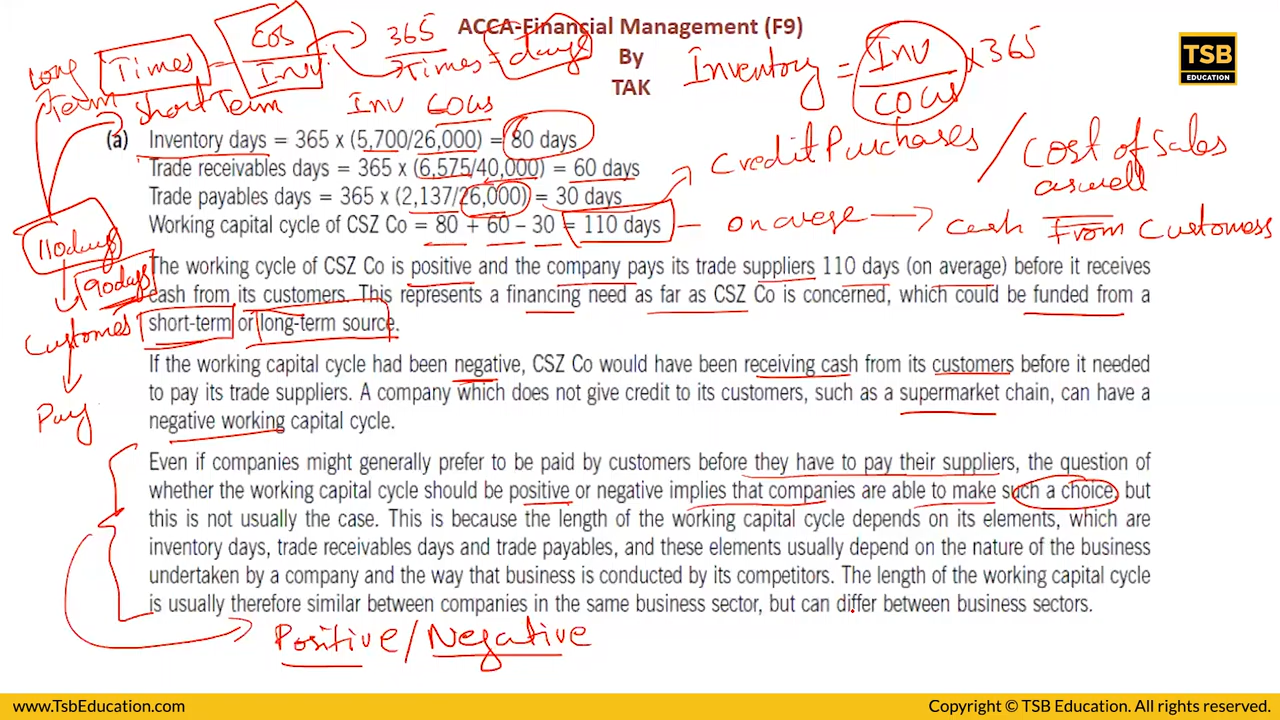 ACCA-Financial Management (F9)
By
TAK
TSB
EDUCATION
Long Term
Times = COS / Inv
365 / Times = days
Short Term
Inv COGS
Inventory = Inv / COGS × 365
(a) Inventory days = 365 x (5,700/26,000) = 80 days
Trade receivables days = 365 x (6,575/40,000) = 60 days
Trade payables days = 365 x (2,137/26,000) = 30 days
Working capital cycle of CSZ Co = 80 + 60 – 30 = 110 days
Credit Purchases / Cost of Sales
aswell
on avege → cash From Customers
110 days
90 days
Customers
Pay
The working cycle of CSZ Co is positive and the company pays its trade suppliers 110 days (on average) before it receives
cash from its customers. This represents a financing need as far as CSZ Co is concerned, which could be funded from a
short-term or long-term source.
If the working capital cycle had been negative, CSZ Co would have been receiving cash from its customers before it needed
to pay its trade suppliers. A company which does not give credit to its customers, such as a supermarket chain, can have a
negative working capital cycle.
Even if companies might generally prefer to be paid by customers before they have to pay their suppliers, the question of
whether the working capital cycle should be positive or negative implies that companies are able to make such a choice, but
this is not usually the case. This is because the length of the working capital cycle depends on its elements, which are
inventory days, trade receivables days and trade payables, and these elements usually depend on the nature of the business
undertaken by a company and the way that business is conducted by its competitors. The length of the working capital cycle
is usually therefore similar between companies in the same business sector, but can differ between business sectors.
Positive / Negative
www.TsbEducation.com
Copyright © TSB Education. All rights reserved.